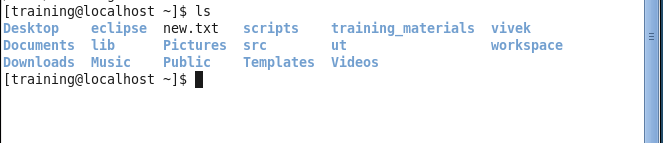 [training@localhost ~]$ ls
Desktop    eclipse  new.txt   scripts    training_materials  vivek
Documents  lib      Pictures  src        ut                  workspace
Downloads  Music    Public    Templates  Videos
[training@localhost ~]$